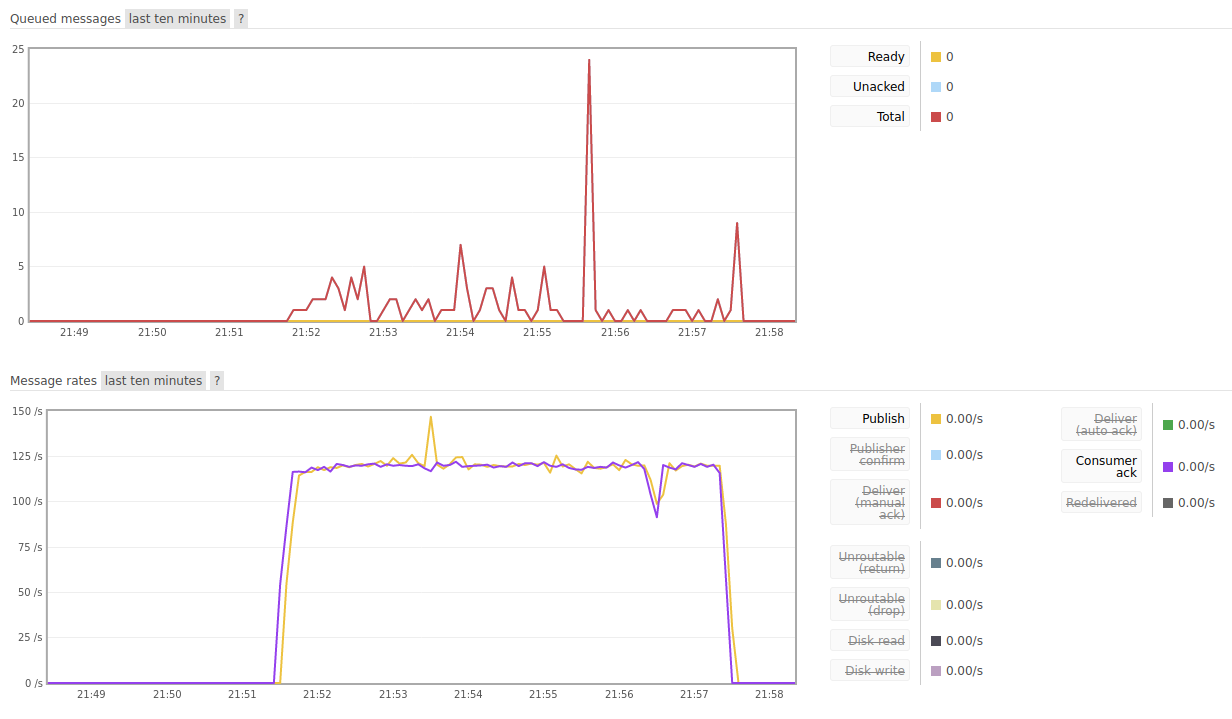 Queued messages last ten minutes ?
25
20
15
10
5
0
21:49 21:50 21:51 21:52 21:53 21:54 21:55 21:56 21:57 21:58
Ready 0
Unacked 0
Total 0
Message rates last ten minutes ?
150 /s
125 /s
100 /s
75 /s
50 /s
25 /s
0 /s
21:49 21:50 21:51 21:52 21:53 21:54 21:55 21:56 21:57 21:58
Publish 0.00/s
Publisher
confirm 0.00/s
Deliver
(manual
ack) 0.00/s
Unroutable
(return) 0.00/s
Unroutable
(drop) 0.00/s
Disk read 0.00/s
Disk write 0.00/s
Deliver
(auto ack) 0.00/s
Consumer
ack 0.00/s
Redelivered 0.00/s